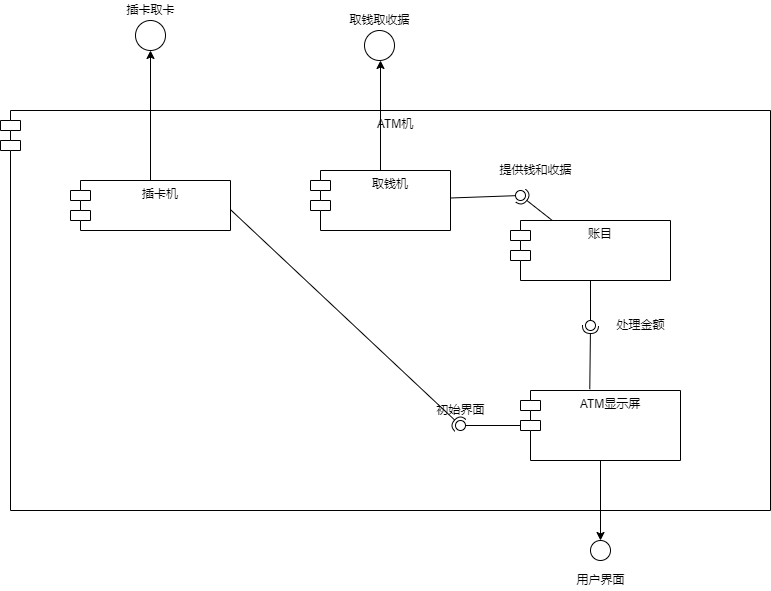 插卡取卡
取钱取收据
ATM机
提供钱和收据
插卡机
取钱机
账目
处理金额
初始界面
ATM显示屏
用户界面